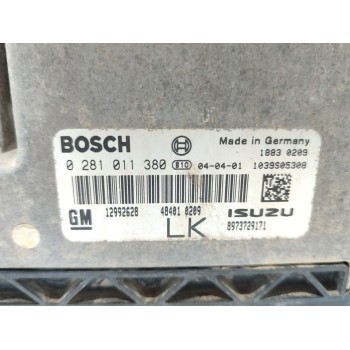 BOSCH
Made in Germany
1883 0209
0 281 011 380 810 04-04-01 1039S05308
GM 12992628 48401 0209 ISUZU
LK 8973729171